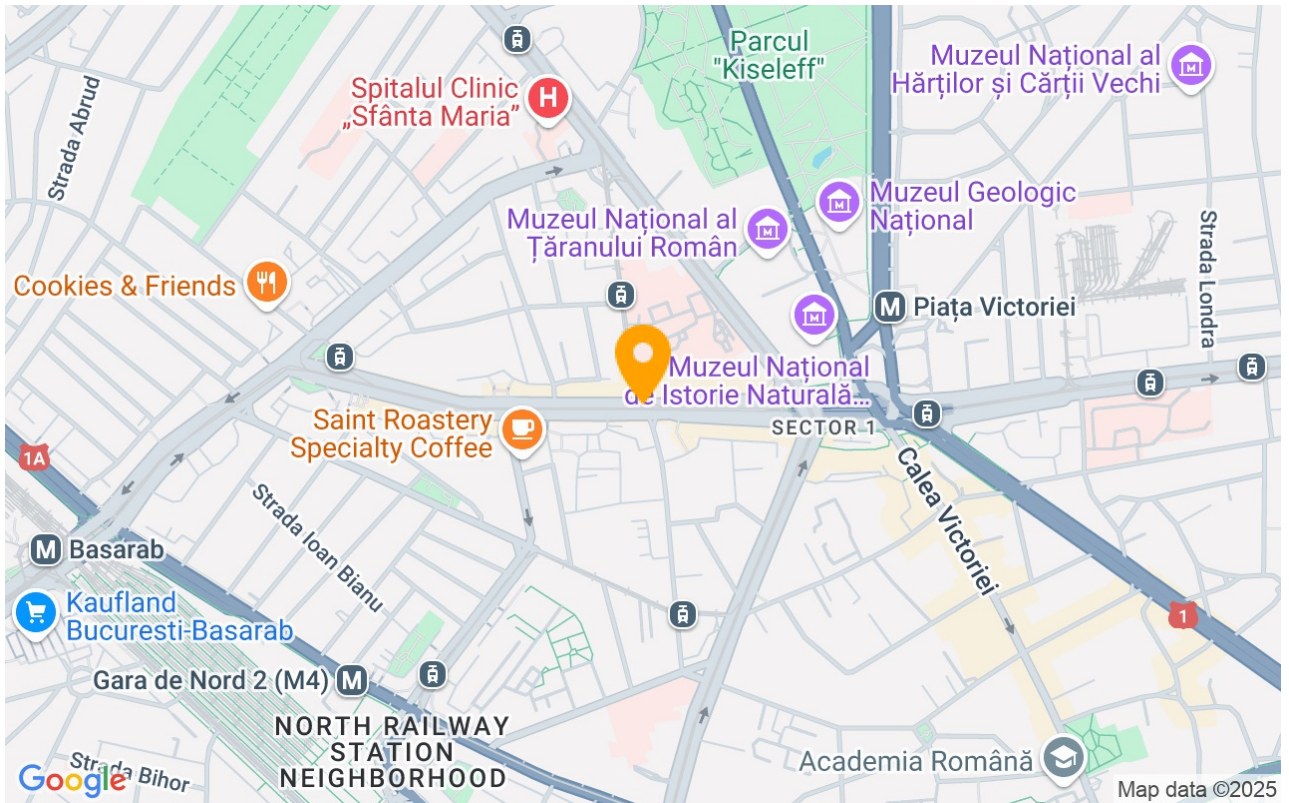 Parcul
"Kiseleff"
Muzeul Național al
Hărților și Cărții Vechi
Spitalul Clinic
„Sfânta Maria”
H
Strada Abrud
Muzeul Geologic
Național
Muzeul Național al
Țăranului Român
Strada Londra
Cookies & Friends
M Piața Victoriei
Muzeul Național
de Istorie Naturală...
Saint Roastery
Specialty Coffee
SECTOR 1
1A
Calea Victoriei
Strada Ioan Bianu
M Basarab
Kaufland
Bucuresti-Basarab
1
Gara de Nord 2 (M4) M
NORTH RAILWAY
STATION
NEIGHBORHOOD
Academia Română
Strada Bihor
Google
Map data ©2025